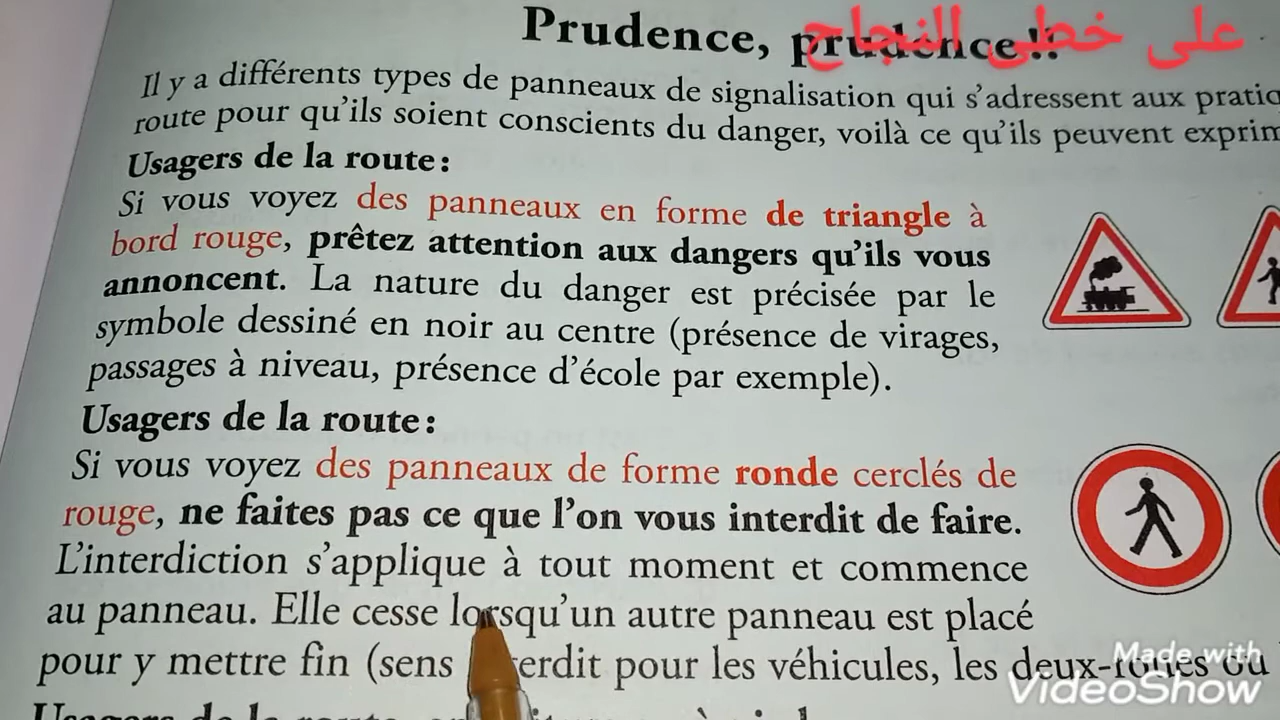 Prudence, prudence !!
على خطى النجاح
Il y a différents types de panneaux de signalisation qui s'adressent aux
route pour qu'ils soient conscients du danger, voilà ce qu'ils peuvent
Usagers de la route :
Si vous voyez des panneaux en forme de triangle à
bord rouge, prêtez attention aux dangers qu'ils vous
annoncent. La nature du danger est précisée par le
symbole dessiné en noir au centre (présence de virages,
passages à niveau, présence d'école par exemple).
Usagers de la route :
Si vous voyez des panneaux de forme ronde cerclés de
rouge, ne faites pas ce que l'on vous interdit de faire.
L'interdiction s'applique à tout moment et commence
au panneau. Elle cesse lorsqu'un autre panneau est placé
pour y mettre fin (sens pour les véhicules, les deux-roues ou
Usagers de la route
Made with
VideoShow